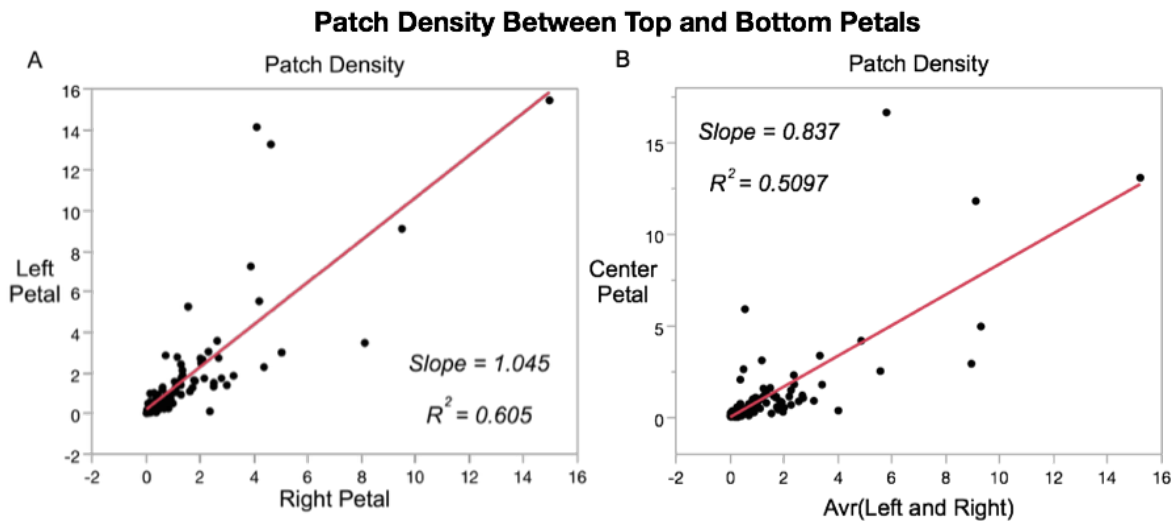 Patch Density Between Top and Bottom Petals
A
Patch Density
16
14
12
10
8
6
4
2
0
-2
Left
Petal
Slope = 1.045
R² = 0.605
-2 0 2 4 6 8 10 12 14 16
Right Petal
B
Patch Density
15
10
5
0
Center
Petal
Slope = 0.837
R² = 0.5097
-2 0 2 4 6 8 10 12 14 16
Avr(Left and Right)